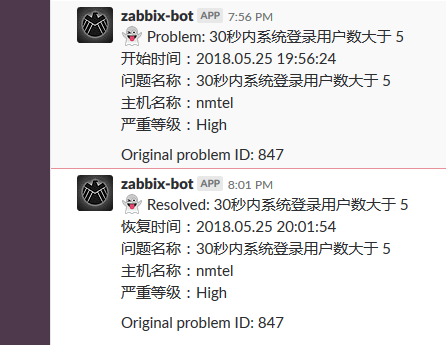 zabbix-bot APP 7:56 PM
👻 Problem: 30秒内系统登录用户数大于 5
开始时间：2018.05.25 19:56:24
问题名称：30秒内系统登录用户数大于 5
主机名称：nmtel
严重等级：High
Original problem ID: 847
zabbix-bot APP 8:01 PM
👻 Resolved: 30秒内系统登录用户数大于 5
恢复时间：2018.05.25 20:01:54
问题名称：30秒内系统登录用户数大于 5
主机名称：nmtel
严重等级：High
Original problem ID: 847